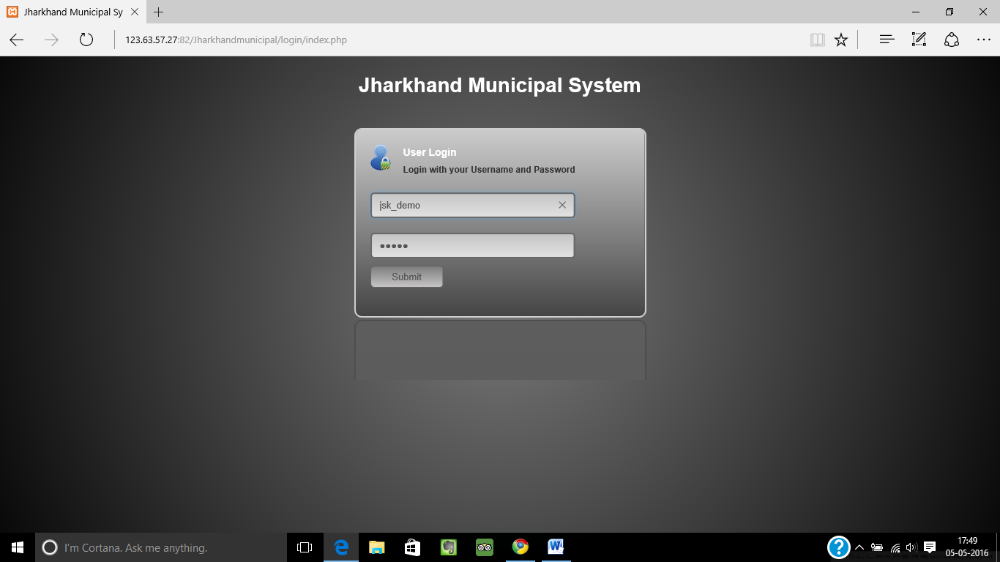 Jharkhand Municipal Sy
123.63.57.27:82/Jharkhandmunicipal/login/index.php
Jharkhand Municipal System
User Login
Login with your Username and Password
jsk_demo
•••••
Submit
I'm Cortana. Ask me anything.
17:49
05-05-2016